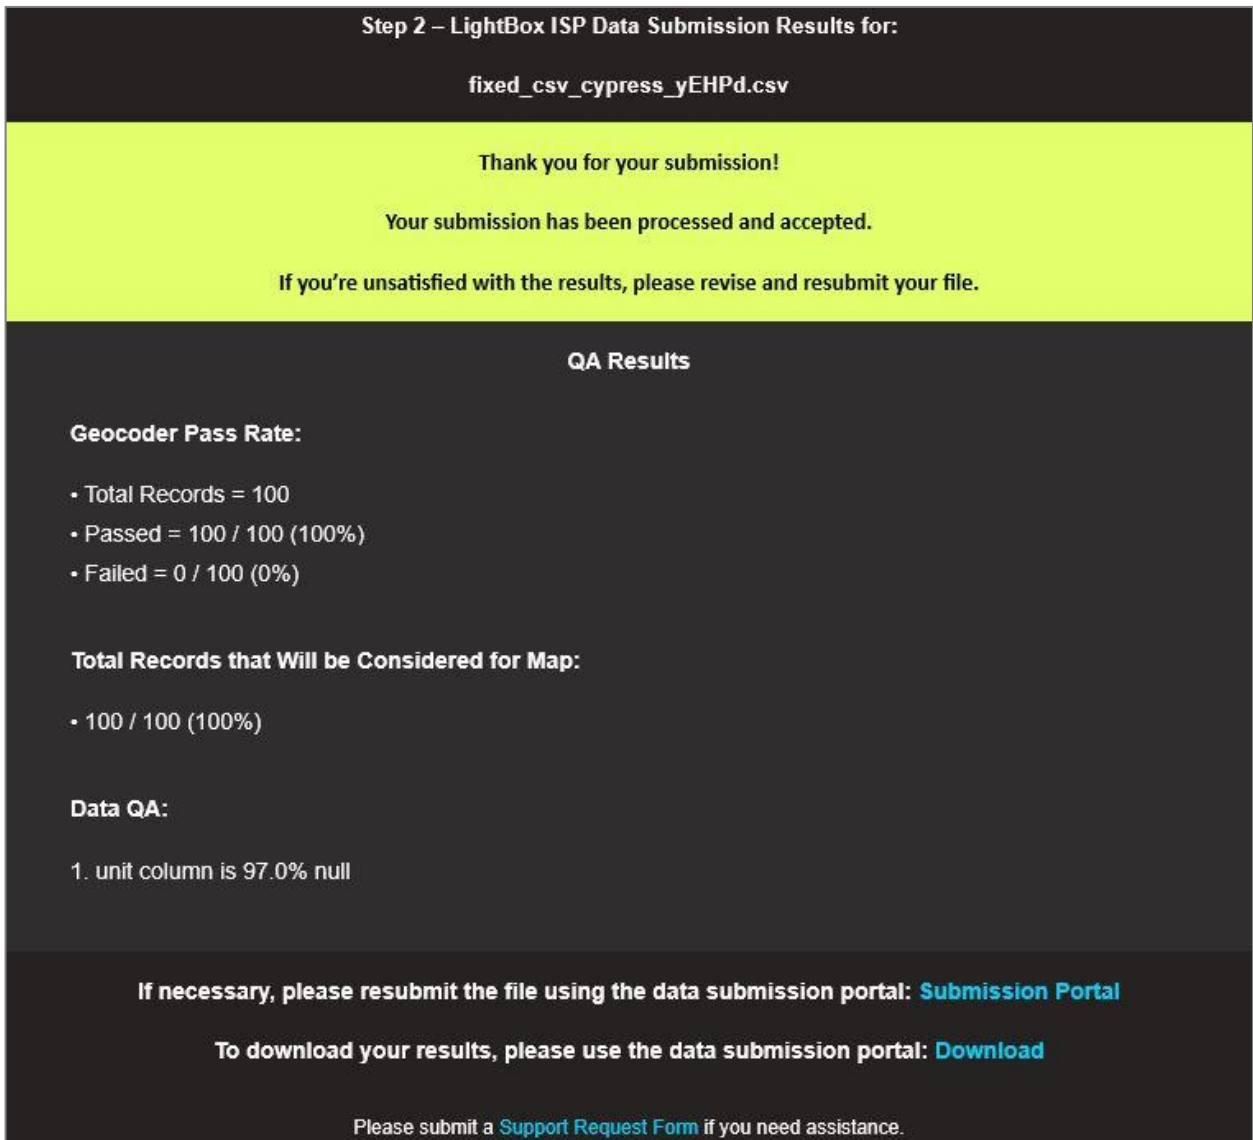 Step 2 – LightBox ISP Data Submission Results for:
fixed_csv_cypress_yEHPd.csv
Thank you for your submission!
Your submission has been processed and accepted.
If you’re unsatisfied with the results, please revise and resubmit your file.
QA Results
Geocoder Pass Rate:
• Total Records = 100
• Passed = 100 / 100 (100%)
• Failed = 0 / 100 (0%)
Total Records that Will be Considered for Map:
• 100 / 100 (100%)
Data QA:
1. unit column is 97.0% null
If necessary, please resubmit the file using the data submission portal: Submission Portal
To download your results, please use the data submission portal: Download
Please submit a Support Request Form if you need assistance.